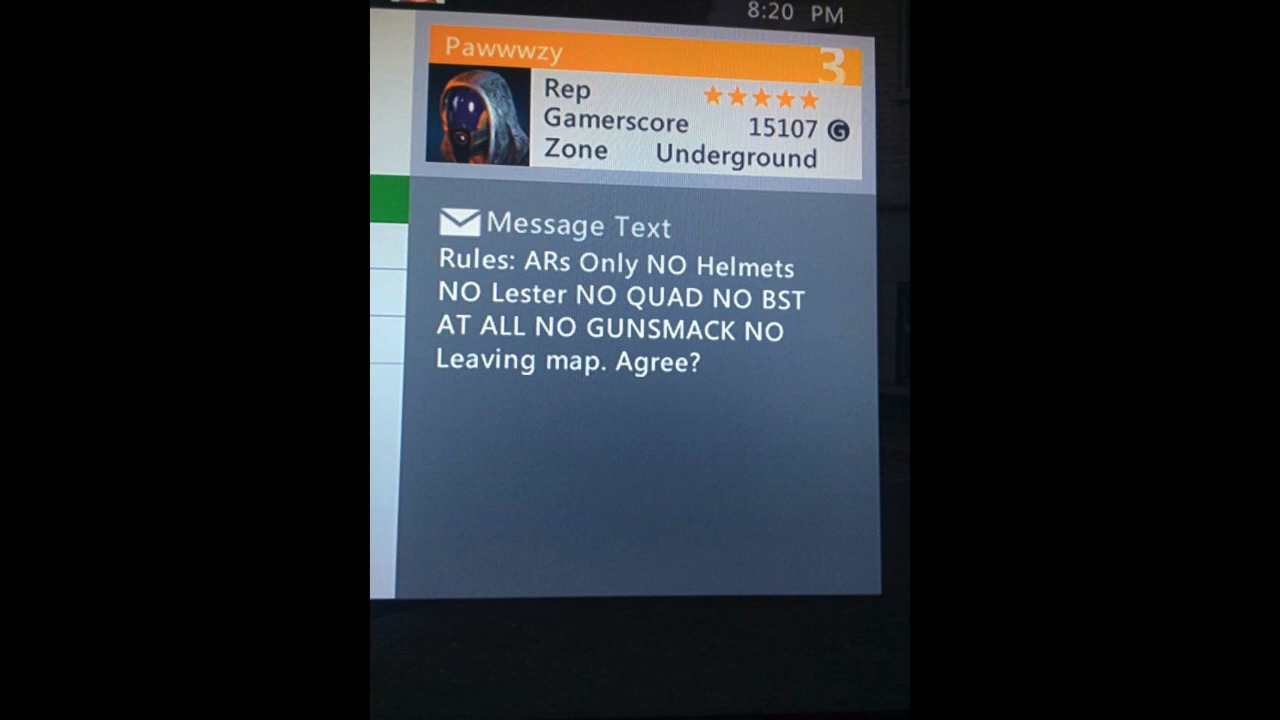 8:20 PM
Pawwwzy 3
Rep
Gamerscore 15107 G
Zone Underground
Message Text
Rules: ARs Only NO Helmets
NO Lester NO QUAD NO BST
AT ALL NO GUNSMACK NO
Leaving map. Agree?